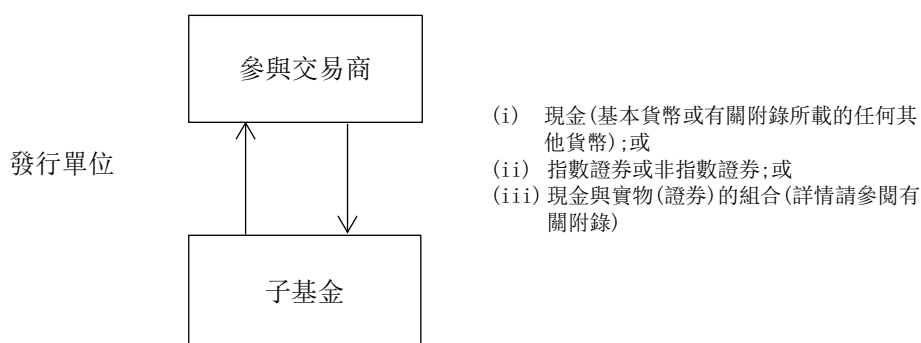 參與交易商
發行單位
(i) 現金(基本貨幣或有關附錄所載的任何其
他貨幣);或
(ii) 指數證券或非指數證券;或
(iii) 現金與實物(證券)的組合(詳情請參閱有
關附錄)
子基金